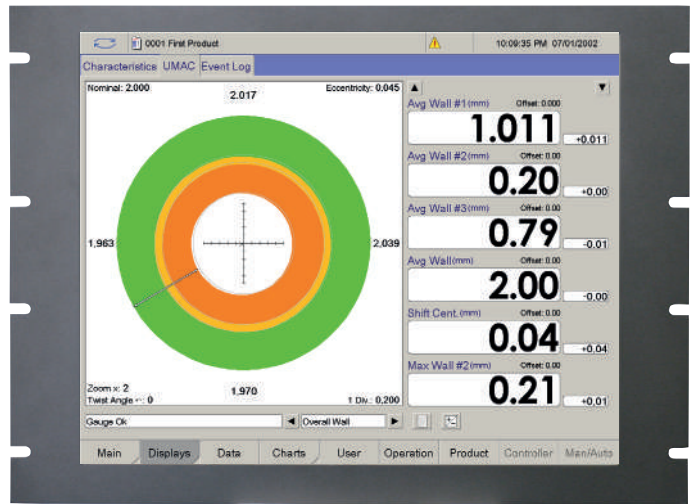 0001 First Product
10:09:35 PM 07/01/2002
Characteristics UMAC Event Log
Nominal: 2.000
2.017
Eccentricity: 0,045
1,963
2,039
Zoom x: 2
Twist Angle -: 0
1,970
1 Div.: 0,200
Avg Wall #1(mm) Offset: 0.000
1.011 +0.011
Avg Wall #2(mm) Offset: 0.00
0.20 +0.00
Avg Wall #3(mm) Offset: 0.00
0.79 -0.01
Avg Wall(mm) Offset: 0.00
2.00 -0.00
Shift Cent.(mm) Offset: 0.00
0.04 +0.04
Max Wall #2(mm) Offset: 0.00
0.21 +0.01
Gauge Ok
Overall Wall
Main Displays Data Charts User Operation Product Controller Man/Auto